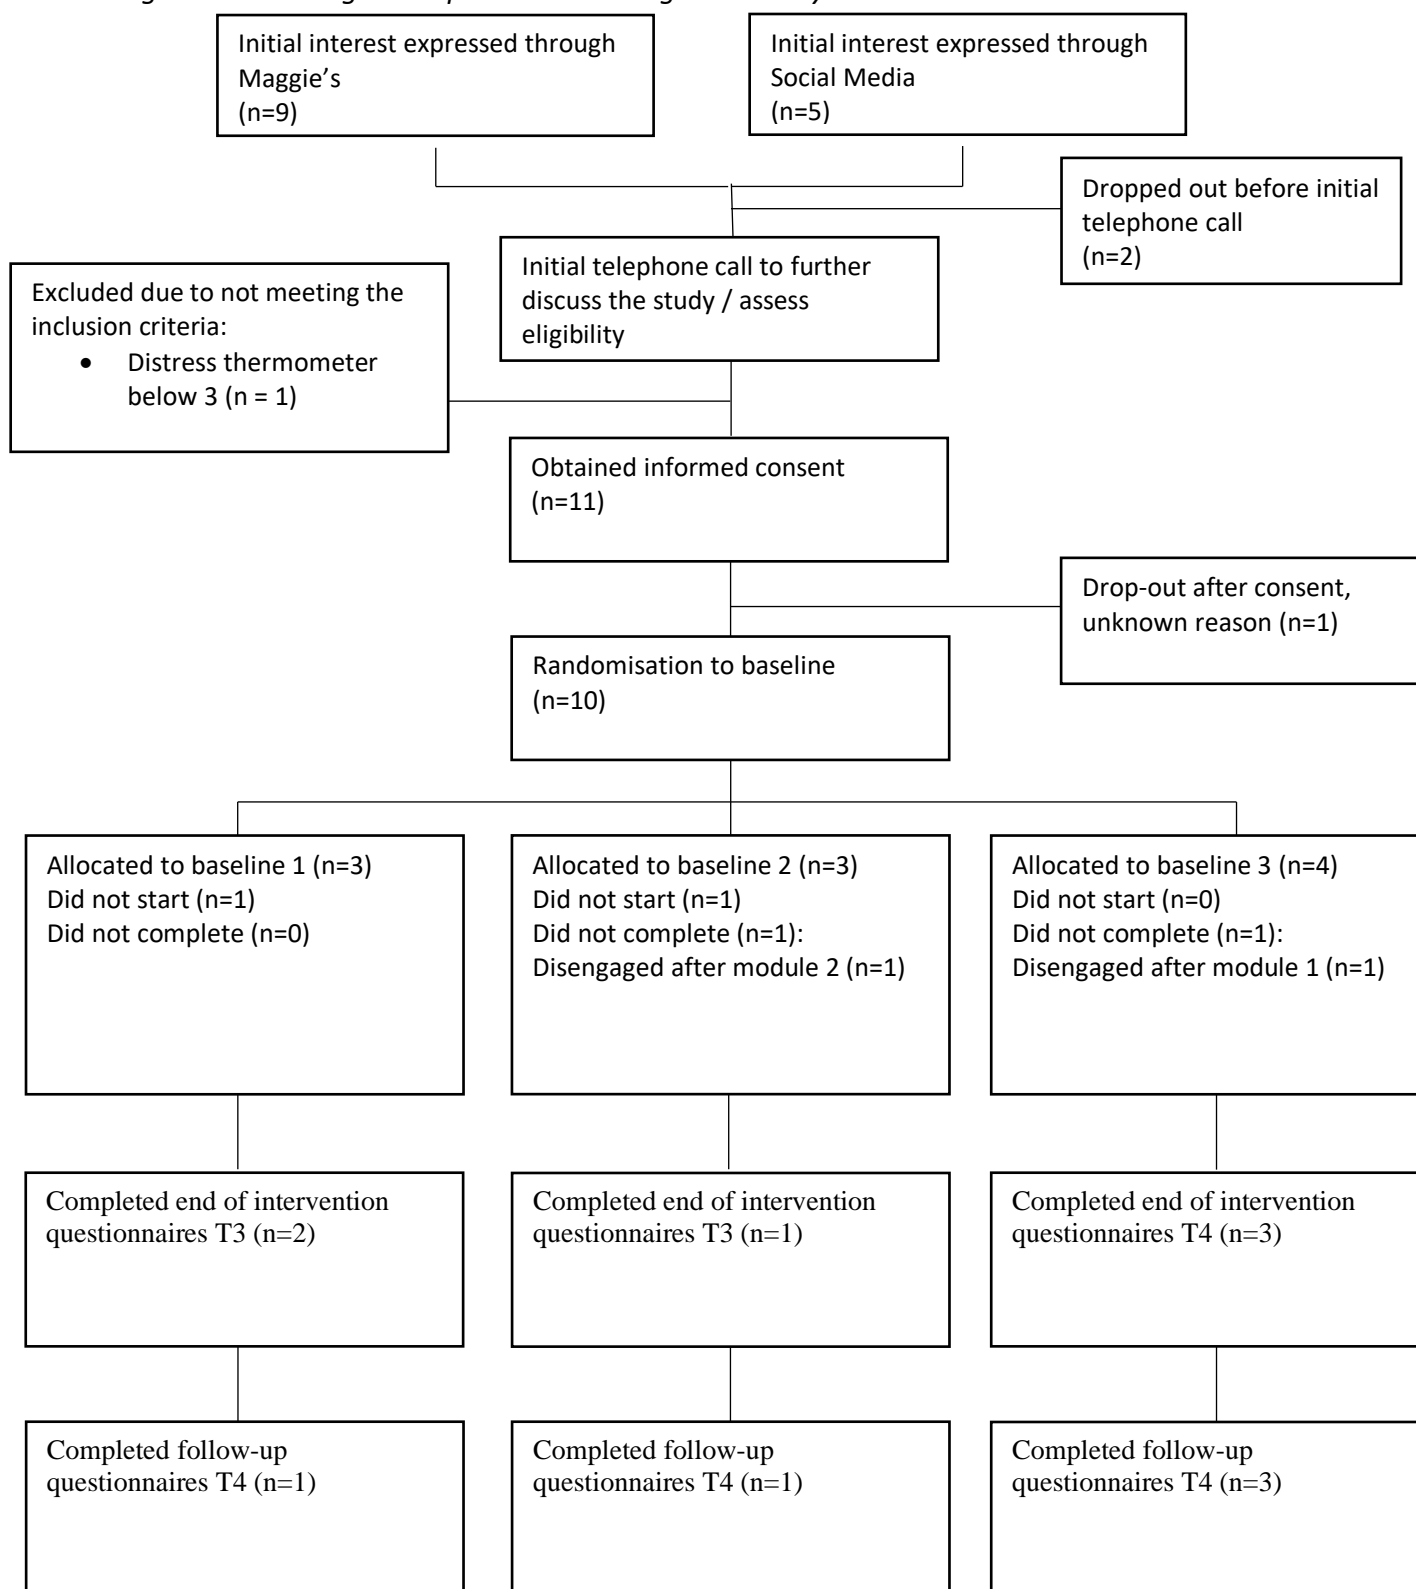 Initial interest expressed through
Maggie’s
(n=9)
Initial interest expressed through
Social Media
(n=5)
Dropped out before initial
telephone call
(n=2)
Initial telephone call to further
discuss the study / assess
eligibility
Excluded due to not meeting the
inclusion criteria:
• Distress thermometer
below 3 (n = 1)
Obtained informed consent
(n=11)
Drop-out after consent,
unknown reason (n=1)
Randomisation to baseline
(n=10)
Allocated to baseline 1 (n=3)
Did not start (n=1)
Did not complete (n=0)
Allocated to baseline 2 (n=3)
Did not start (n=1)
Did not complete (n=1):
Disengaged after module 2 (n=1)
Allocated to baseline 3 (n=4)
Did not start (n=0)
Did not complete (n=1):
Disengaged after module 1 (n=1)
Completed end of intervention
questionnaires T3 (n=2)
Completed end of intervention
questionnaires T3 (n=1)
Completed end of intervention
questionnaires T4 (n=3)
Completed follow-up
questionnaires T4 (n=1)
Completed follow-up
questionnaires T4 (n=1)
Completed follow-up
questionnaires T4 (n=3)